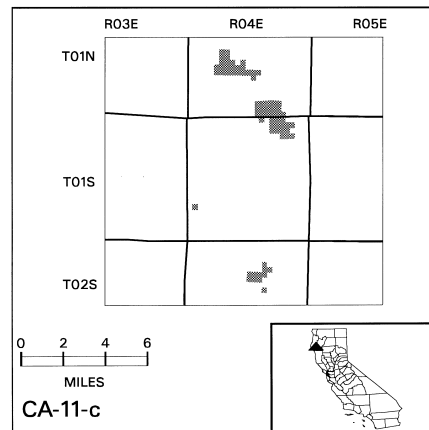 R03E R04E R05E
T01N
T01S
T02S
0 2 4 6
MILES
CA-11-c